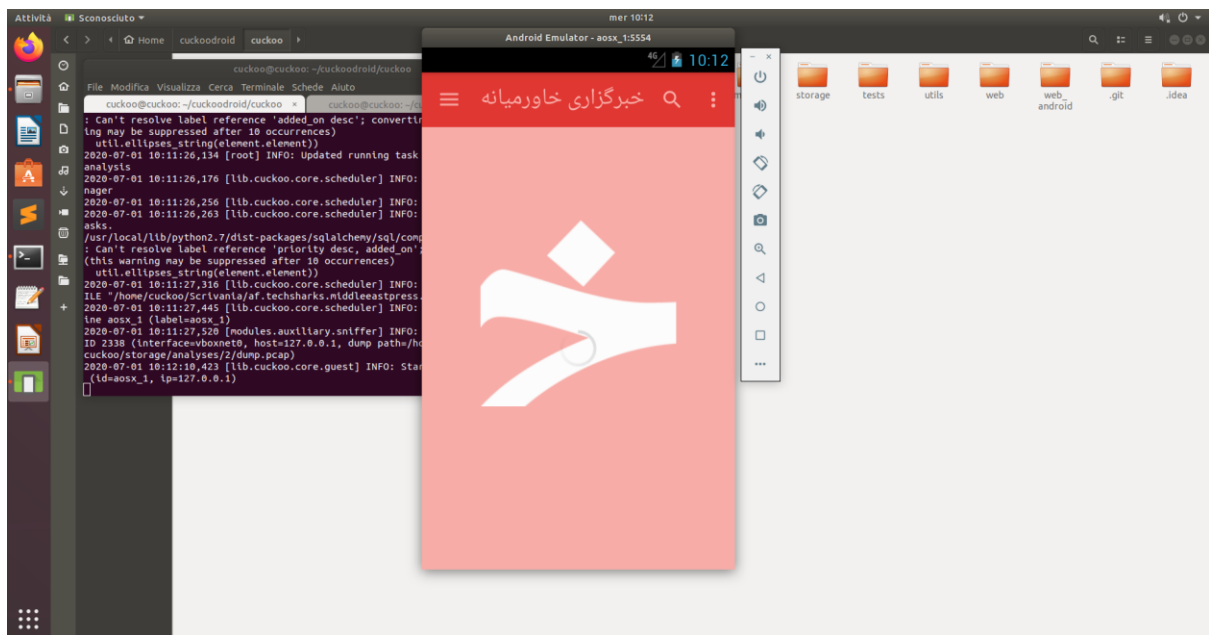 Attività
Sconosciuto
mer 10:12
Home
cuckoodroid
cuckoo
cuckoo@cuckoo: ~/cuckoodroid/cuckoo
File Modifica Visualizza Cerca Terminale Schede Aiuto
cuckoo@cuckoo: ~/cuckoodroid/cuckoo ×
cuckoo@cuckoo: ~/cu
: Can't resolve label reference 'added_on desc'; converti
ing may be suppressed after 10 occurrences)
util.ellipses_string(element.element))
2020-07-01 10:11:26,134 [root] INFO: Updated running task
analysis
2020-07-01 10:11:26,176 [lib.cuckoo.core.scheduler] INFO:
nager
2020-07-01 10:11:26,256 [lib.cuckoo.core.scheduler] INFO:
2020-07-01 10:11:26,263 [lib.cuckoo.core.scheduler] INFO:
asks.
/usr/local/lib/python2.7/dist-packages/sqlalchemy/sql/comp
: Can't resolve label reference 'priority desc, added_on'
(this warning may be suppressed after 10 occurrences)
util.ellipses_string(element.element))
2020-07-01 10:11:27,316 [lib.cuckoo.core.scheduler] INFO:
ILE "/home/cuckoo/Scrivania/af.techsharks.middleeastpress.
2020-07-01 10:11:27,445 [lib.cuckoo.core.scheduler] INFO:
ine aosx_1 (label=aosx_1)
2020-07-01 10:11:27,520 [modules.auxiliary.sniffer] INFO:
ID 2338 (interface=vboxnet0, host=127.0.0.1, dump path=/ho
cuckoo/storage/analyses/2/dump.pcap)
2020-07-01 10:12:10,423 [lib.cuckoo.core.guest] INFO: Star
(id=aosx_1, ip=127.0.0.1)
Android Emulator - aosx_1:5554
4G 10:12
خبرگزاری خاورمیانه
storage
tests
utils
web
web_
android
.git
.idea